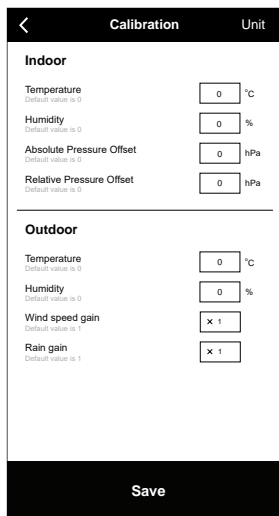 Calibration Unit
Indoor
Temperature 0 °C
Default value is 0
Humidity 0 %
Default value is 0
Absolute Pressure Offset 0 hPa
Default value is 0
Relative Pressure Offset 0 hPa
Default value is 0
Outdoor
Temperature 0 °C
Default value is 0
Humidity 0 %
Default value is 0
Wind speed gain × 1
Default value is 1
Rain gain × 1
Default value is 1
Save